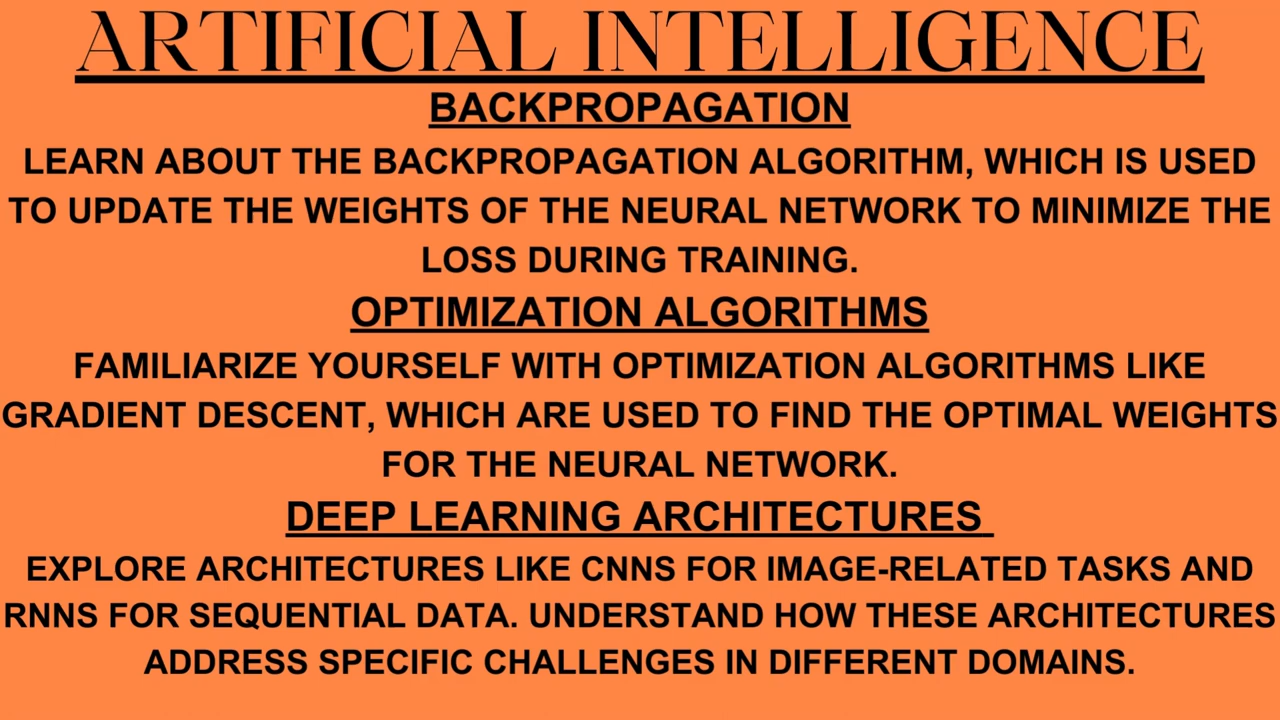 ARTIFICIAL INTELLIGENCE
BACKPROPAGATION
LEARN ABOUT THE BACKPROPAGATION ALGORITHM, WHICH IS USED
TO UPDATE THE WEIGHTS OF THE NEURAL NETWORK TO MINIMIZE THE
LOSS DURING TRAINING.
OPTIMIZATION ALGORITHMS
FAMILIARIZE YOURSELF WITH OPTIMIZATION ALGORITHMS LIKE
GRADIENT DESCENT, WHICH ARE USED TO FIND THE OPTIMAL WEIGHTS
FOR THE NEURAL NETWORK.
DEEP LEARNING ARCHITECTURES
EXPLORE ARCHITECTURES LIKE CNNS FOR IMAGE-RELATED TASKS AND
RNNS FOR SEQUENTIAL DATA. UNDERSTAND HOW THESE ARCHITECTURES
ADDRESS SPECIFIC CHALLENGES IN DIFFERENT DOMAINS.